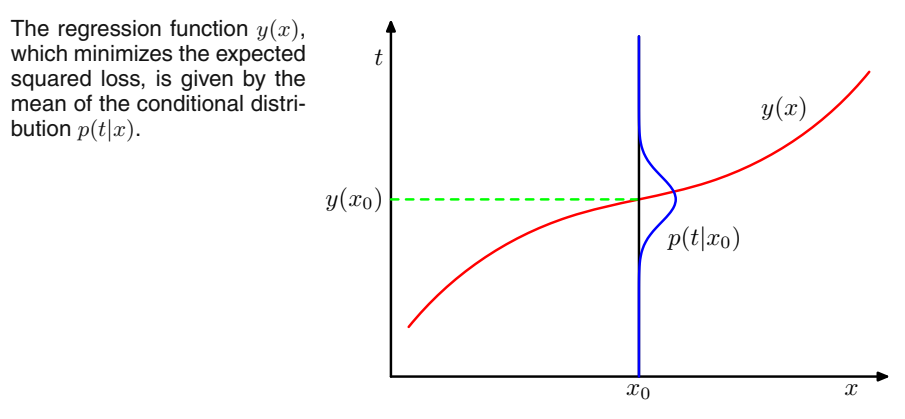 The regression function y(x),
which minimizes the expected
squared loss, is given by the
mean of the conditional distri-
bution p(t|x).
t
y(x)
y(x₀)
p(t|x₀)
x₀
x